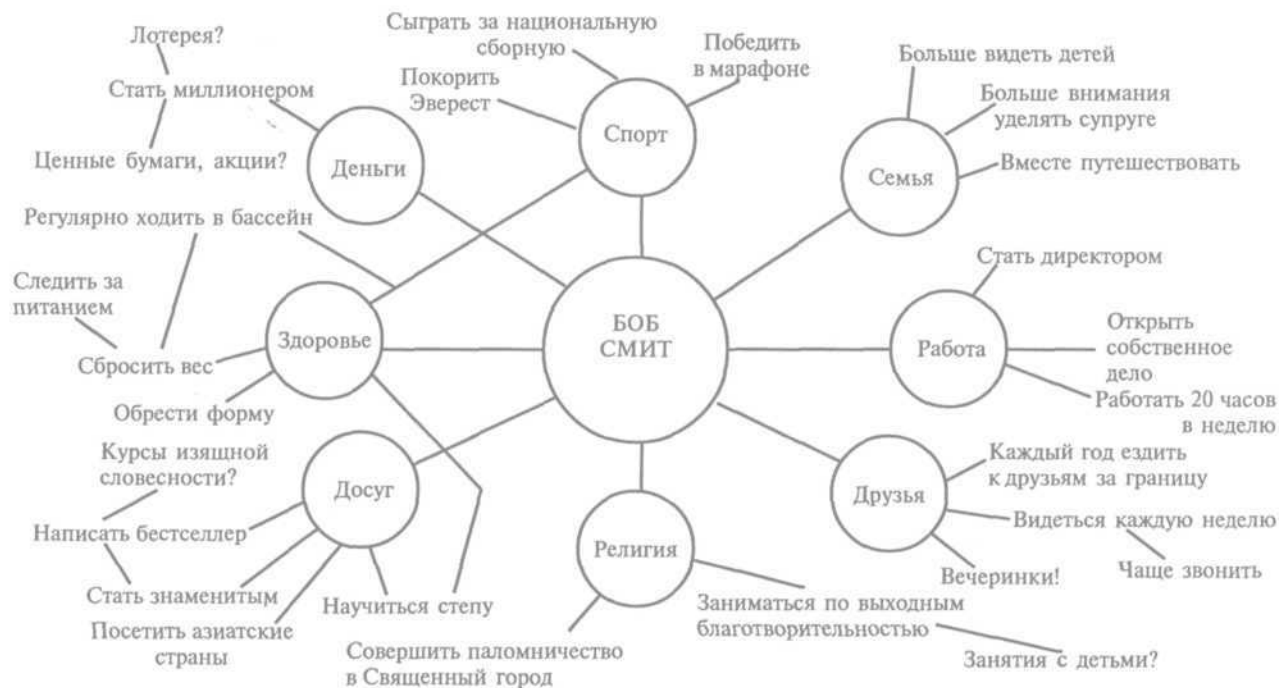 Лотерея?
Стать миллионером
Ценные бумаги, акции?
Деньги
Сыграть за национальную
сборную
Покорить
Эверест
Победить
в марафоне
Спорт
Больше видеть детей
Больше внимания
уделять супруге
Вместе путешествовать
Семья
Регулярно ходить в бассейн
Следить за
питанием
Сбросить вес
Обрести форму
Здоровье
БОБ
СМИТ
Стать директором
Работа
Открыть
собственное
дело
Работать 20 часов
в неделю
Курсы изящной
словесности?
Написать бестселлер
Стать знаменитым
Посетить азиатские
страны
Научиться степу
Досуг
Религия
Совершить паломничество
в Священный город
Заниматься по выходным
благотворительностью
Занятия с детьми?
Друзья
Каждый год ездить
к друзьям за границу
Видеться каждую неделю
Чаще звонить
Вечеринки!